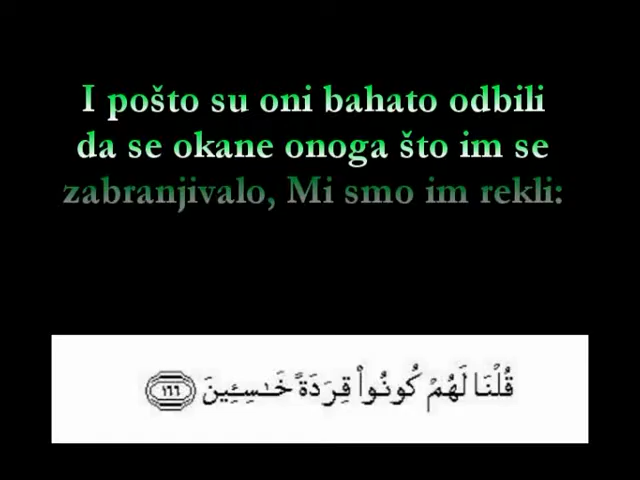 I pošto su oni bahato odbili
da se okane onoga što im se
zabranjivalo, Mi smo im rekli:
قُلْنَا لَهُمْ كُونُوا۟ قِرَدَةً خَـٰسِـِٔينَ ١٦٦